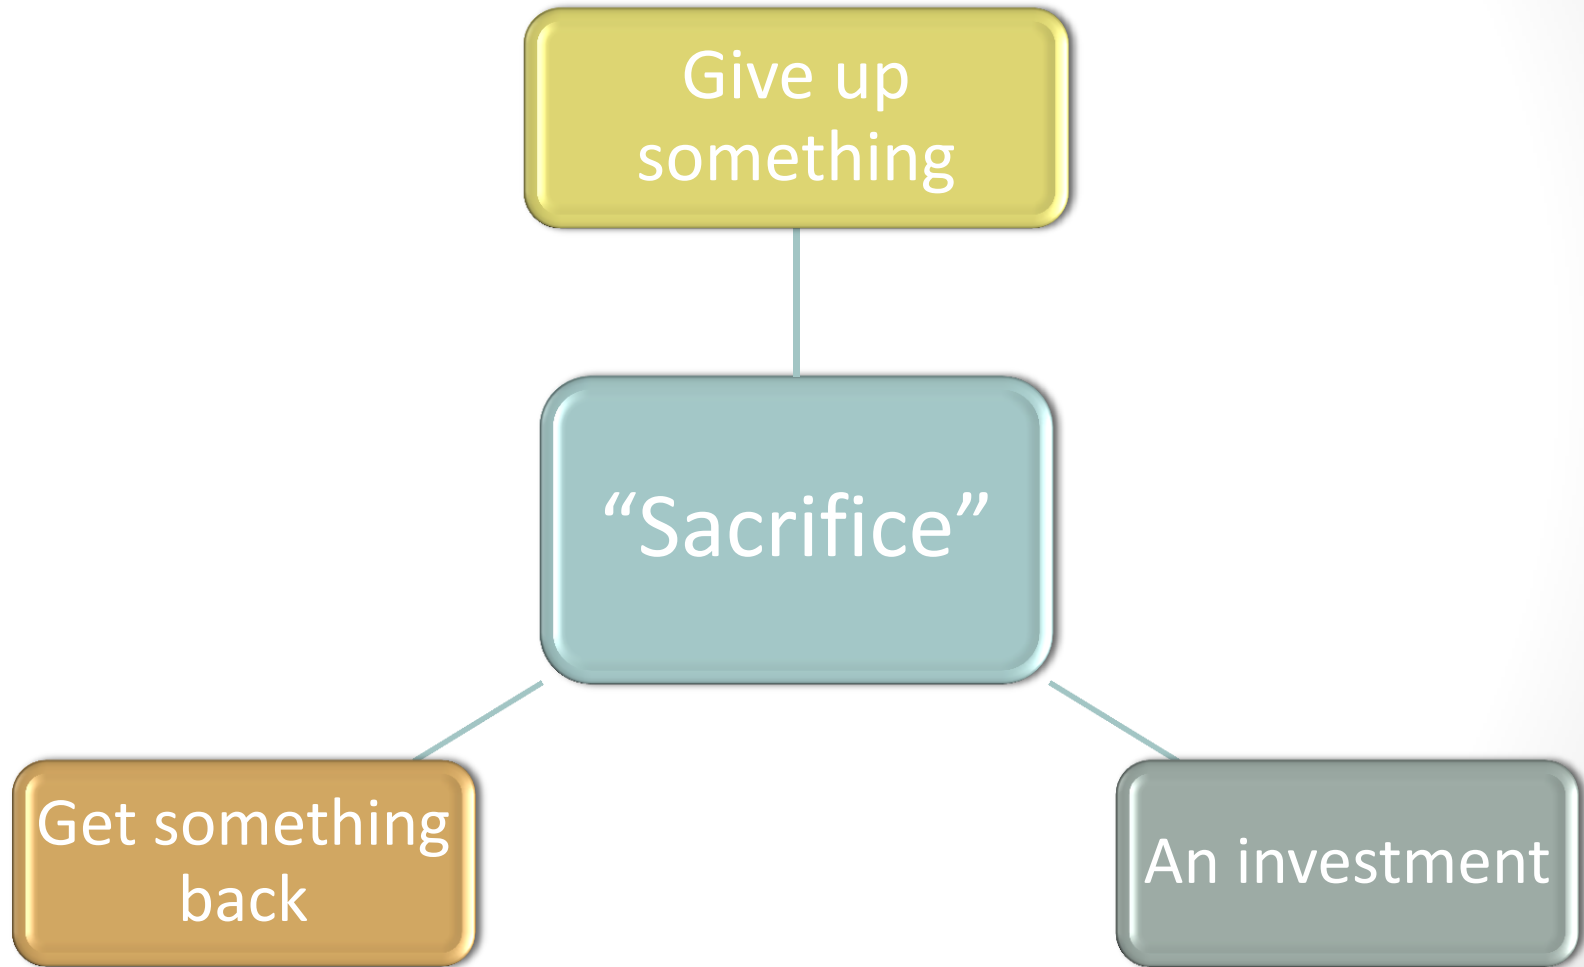 Give up
something
“Sacrifice”
Get something
back
An investment